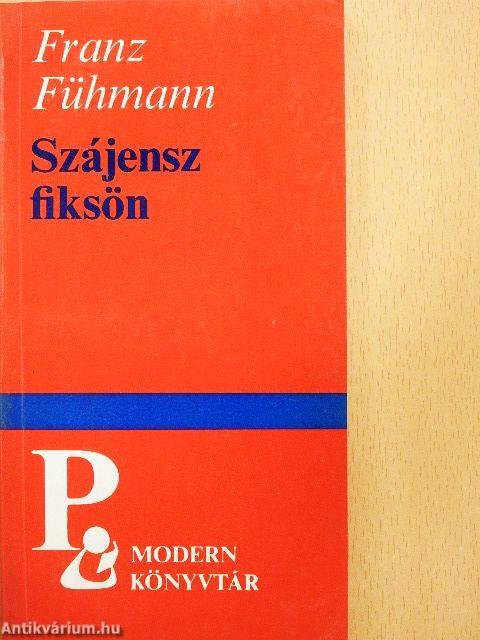 Franz
Fühmann
Szájensz
fiksön
P
MODERN
KÖNYVTÁR
Antikvárium.hu